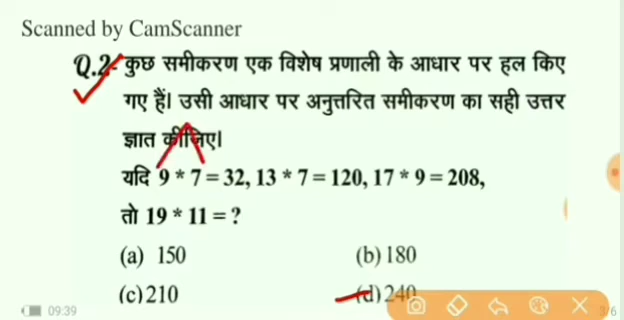 Scanned by CamScanner
Q.2- कुछ समीकरण एक विशेष प्रणाली के आधार पर हल किए
गए हैं। उसी आधार पर अनुत्तरित समीकरण का सही उत्तर
ज्ञात कीजिए।
यदि 9 * 7 = 32, 13 * 7 = 120, 17 * 9 = 208,
तो 19 * 11 = ?
(a) 150
(b) 180
(c) 210
(d) 240
09:39
3/6